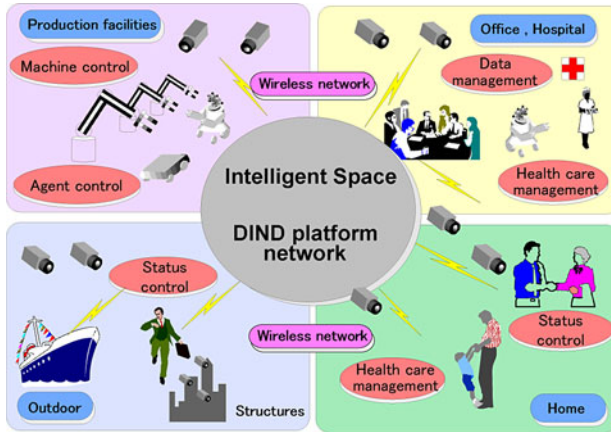 Production facilities
Machine control
Agent control
Wireless network
Office , Hospital
Data
management
Health care
management
Intelligent Space
DIND platform
network
Status
control
Outdoor
Structures
Wireless network
Health care
management
Status
control
Home